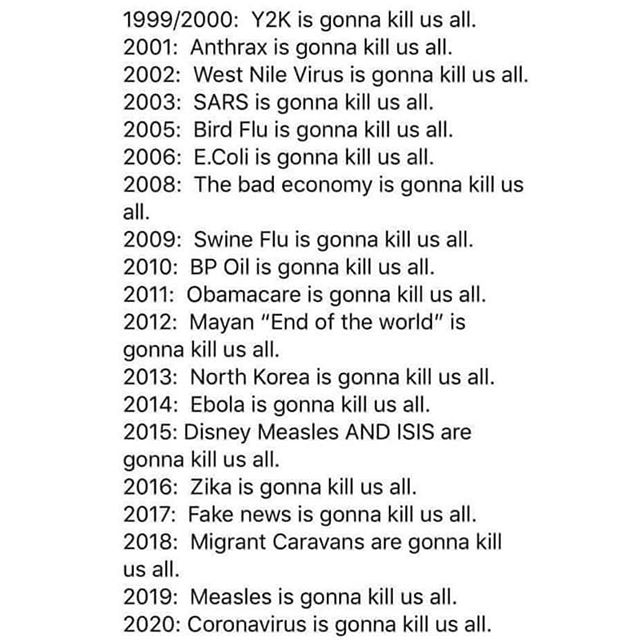 1999/2000:  Y2K is gonna kill us all.
2001:  Anthrax is gonna kill us all.
2002:  West Nile Virus is gonna kill us all.
2003:  SARS is gonna kill us all.
2005:  Bird Flu is gonna kill us all.
2006:  E.Coli is gonna kill us all.
2008:  The bad economy is gonna kill us
all.
2009:  Swine Flu is gonna kill us all.
2010:  BP Oil is gonna kill us all.
2011:  Obamacare is gonna kill us all.
2012:  Mayan “End of the world” is
gonna kill us all.
2013:  North Korea is gonna kill us all.
2014:  Ebola is gonna kill us all.
2015: Disney Measles AND ISIS are
gonna kill us all.
2016:  Zika is gonna kill us all.
2017:  Fake news is gonna kill us all.
2018:  Migrant Caravans are gonna kill
us all.
2019:  Measles is gonna kill us all.
2020: Coronavirus is gonna kill us all.